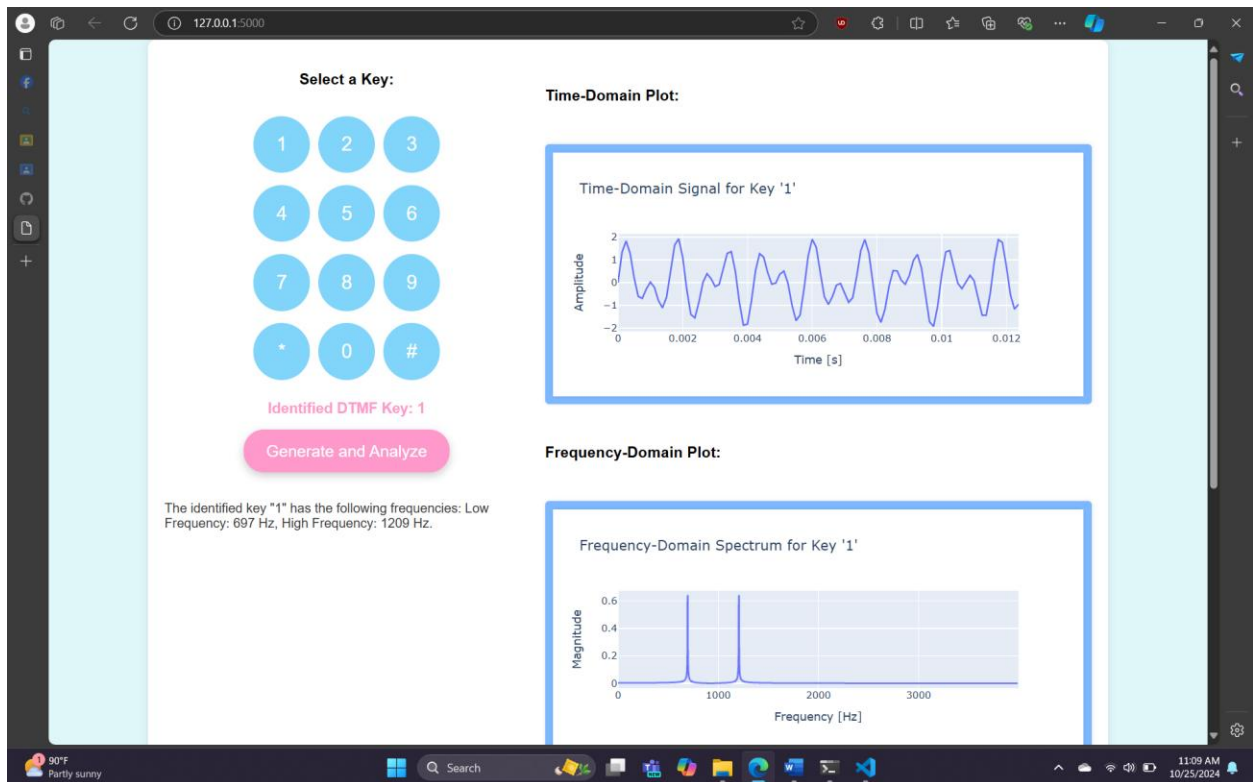 127.0.0.1:5000
Select a Key:
1 2 3
4 5 6
7 8 9
* 0 #
Identified DTMF Key: 1
Generate and Analyze
The identified key "1" has the following frequencies: Low
Frequency: 697 Hz, High Frequency: 1209 Hz.
Time-Domain Plot:
Time-Domain Signal for Key '1'
Amplitude
2
1
0
−1
−2
0 0.002 0.004 0.006 0.008 0.01 0.012
Time [s]
Frequency-Domain Plot:
Frequency-Domain Spectrum for Key '1'
Magnitude
0.6
0.4
0.2
0
0 1000 2000 3000
Frequency [Hz]
1
90°F
Partly sunny
Search
11:09 AM
10/25/2024